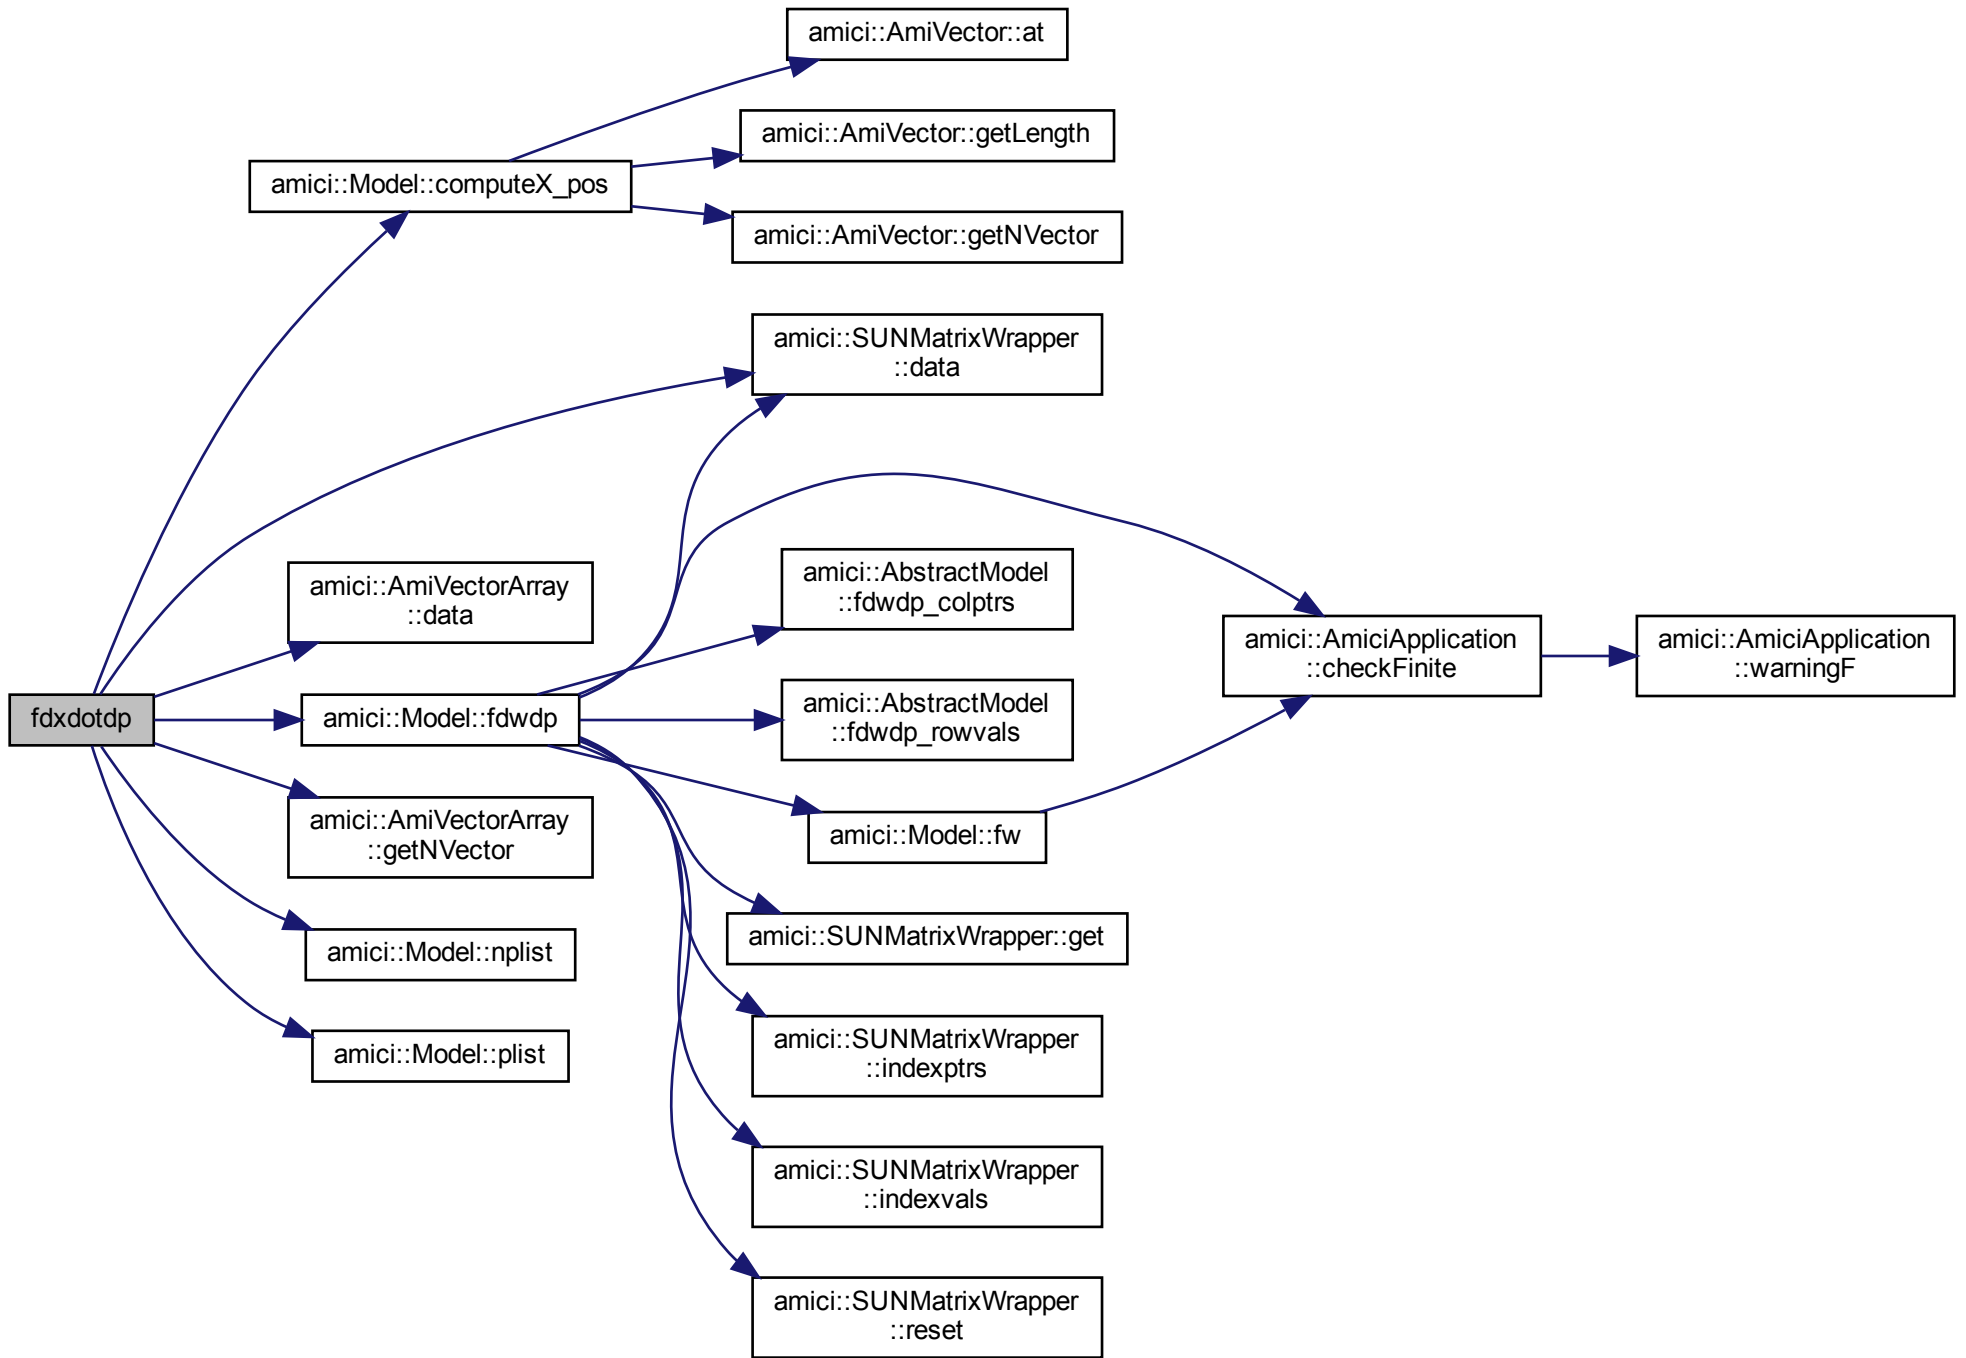 amici::AmiVector::at
amici::AmiVector::getLength
amici::Model::computeX_pos
amici::AmiVector::getNVector
amici::SUNMatrixWrapper
::data
amici::AmiVectorArray
::data
amici::AbstractModel
::fdwdp_colptrs
amici::AmiciApplication
::checkFinite
amici::AmiciApplication
::warningF
fdxdotdp
amici::Model::fdwdp
amici::AbstractModel
::fdwdp_rowvals
amici::AmiVectorArray
::getNVector
amici::Model::fw
amici::Model::nplist
amici::SUNMatrixWrapper::get
amici::Model::plist
amici::SUNMatrixWrapper
::indexptrs
amici::SUNMatrixWrapper
::indexvals
amici::SUNMatrixWrapper
::reset